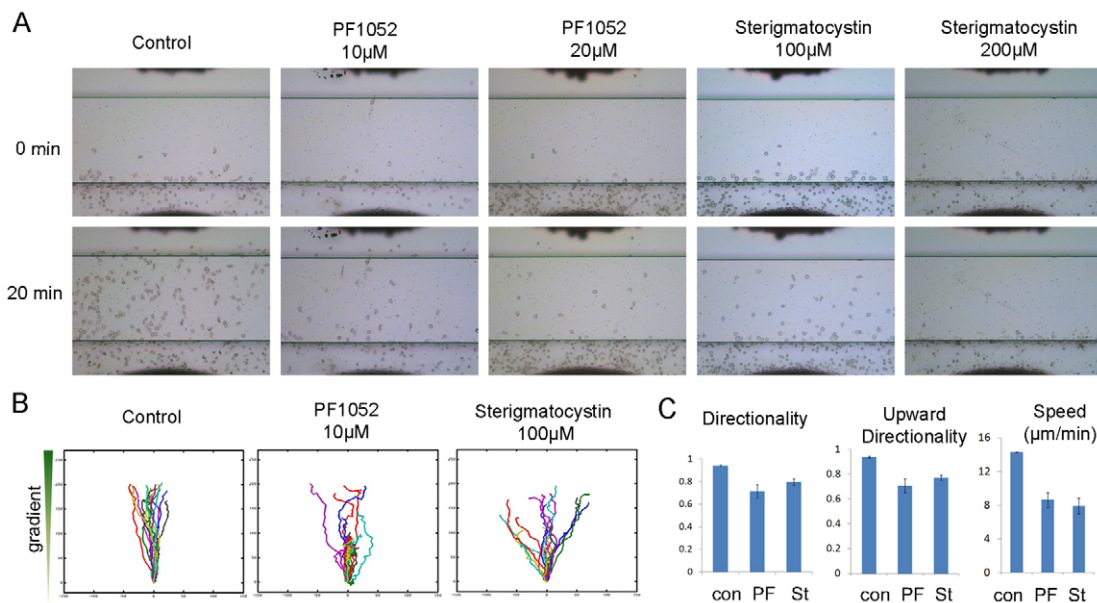 A
Control
PF1052
10µM
PF1052
20µM
Sterigmatocystin
100µM
Sterigmatocystin
200µM
0 min
20 min
B
Control
PF1052
10µM
Sterigmatocystin
100µM
gradient
C
Directionality
Upward
Directionality
Speed
(µm/min)
1
0.8
0.6
0.4
0.2
0
con PF St
1
0.8
0.6
0.4
0.2
0
con PF St
16
12
8
4
0
con PF St